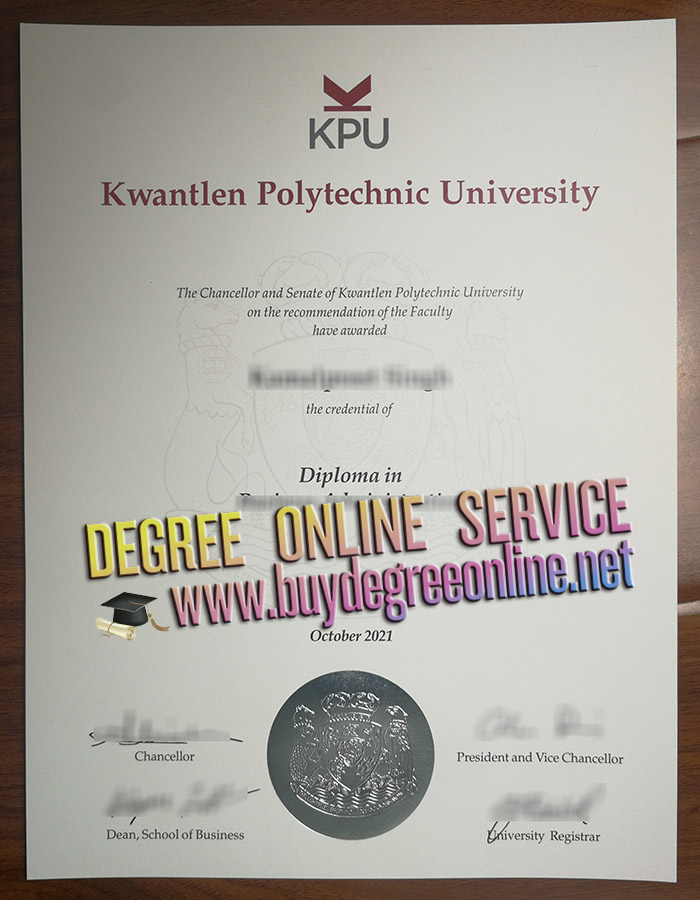 KPU
Kwantlen Polytechnic University
The Chancellor and Senate of Kwantlen Polytechnic University
on the recommendation of the Faculty
have awarded
the credential of
Diploma in
DEGREE ONLINE SERVICE
www.buydegreeonline.net
October 2021
Chancellor
President and Vice Chancellor
Dean, School of Business
University Registrar